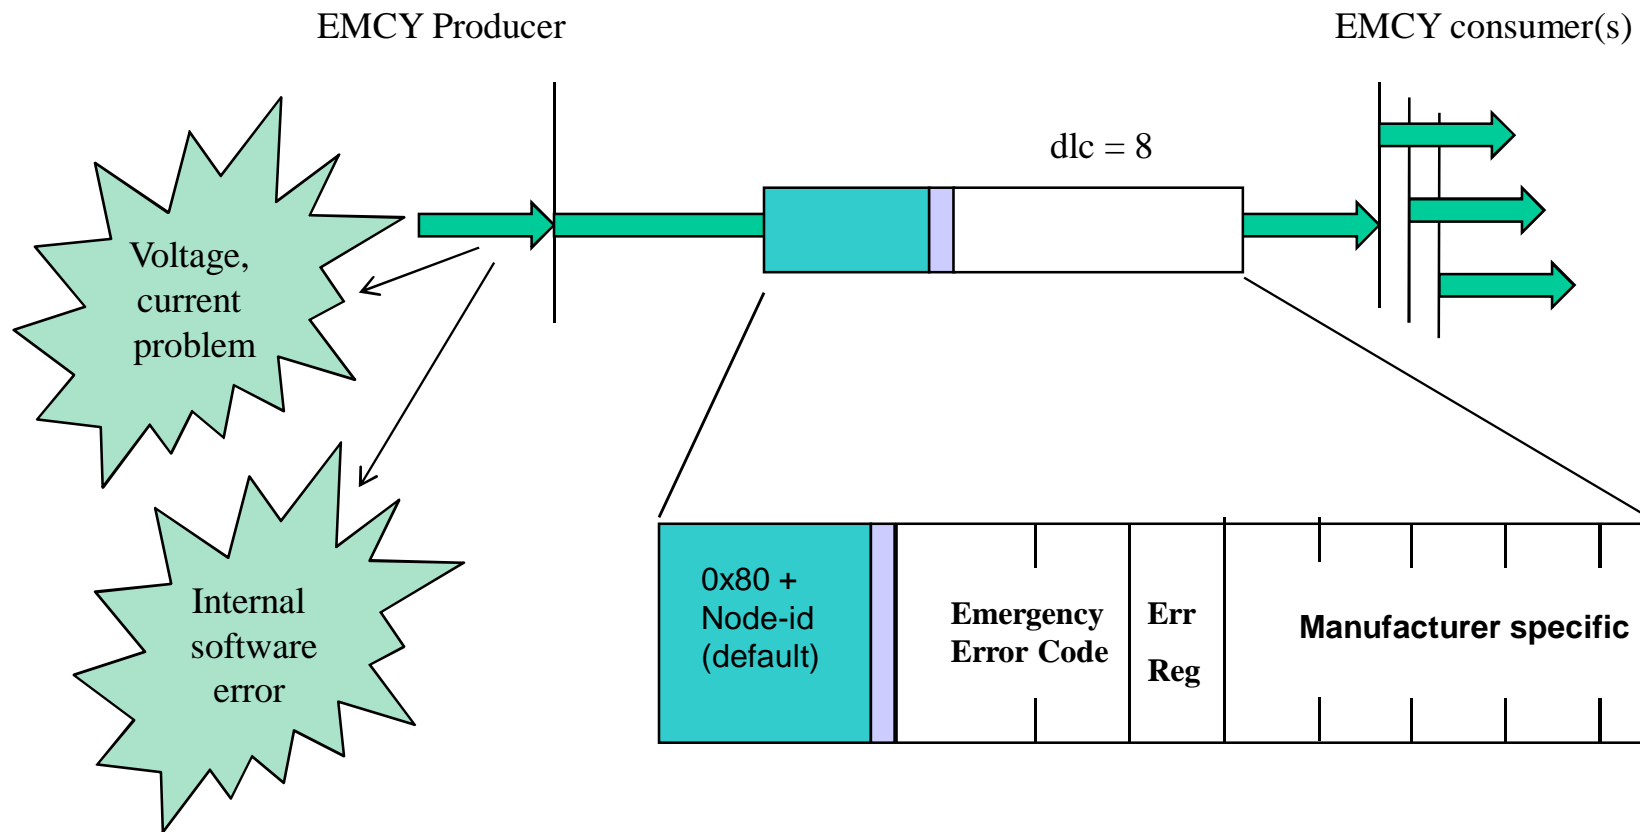 EMCY Producer
EMCY consumer(s)
dlc = 8
Voltage,
current
problem
Internal
software
error
0x80 +
Node-id
(default)
Emergency
Error Code
Err
Reg
Manufacturer specific